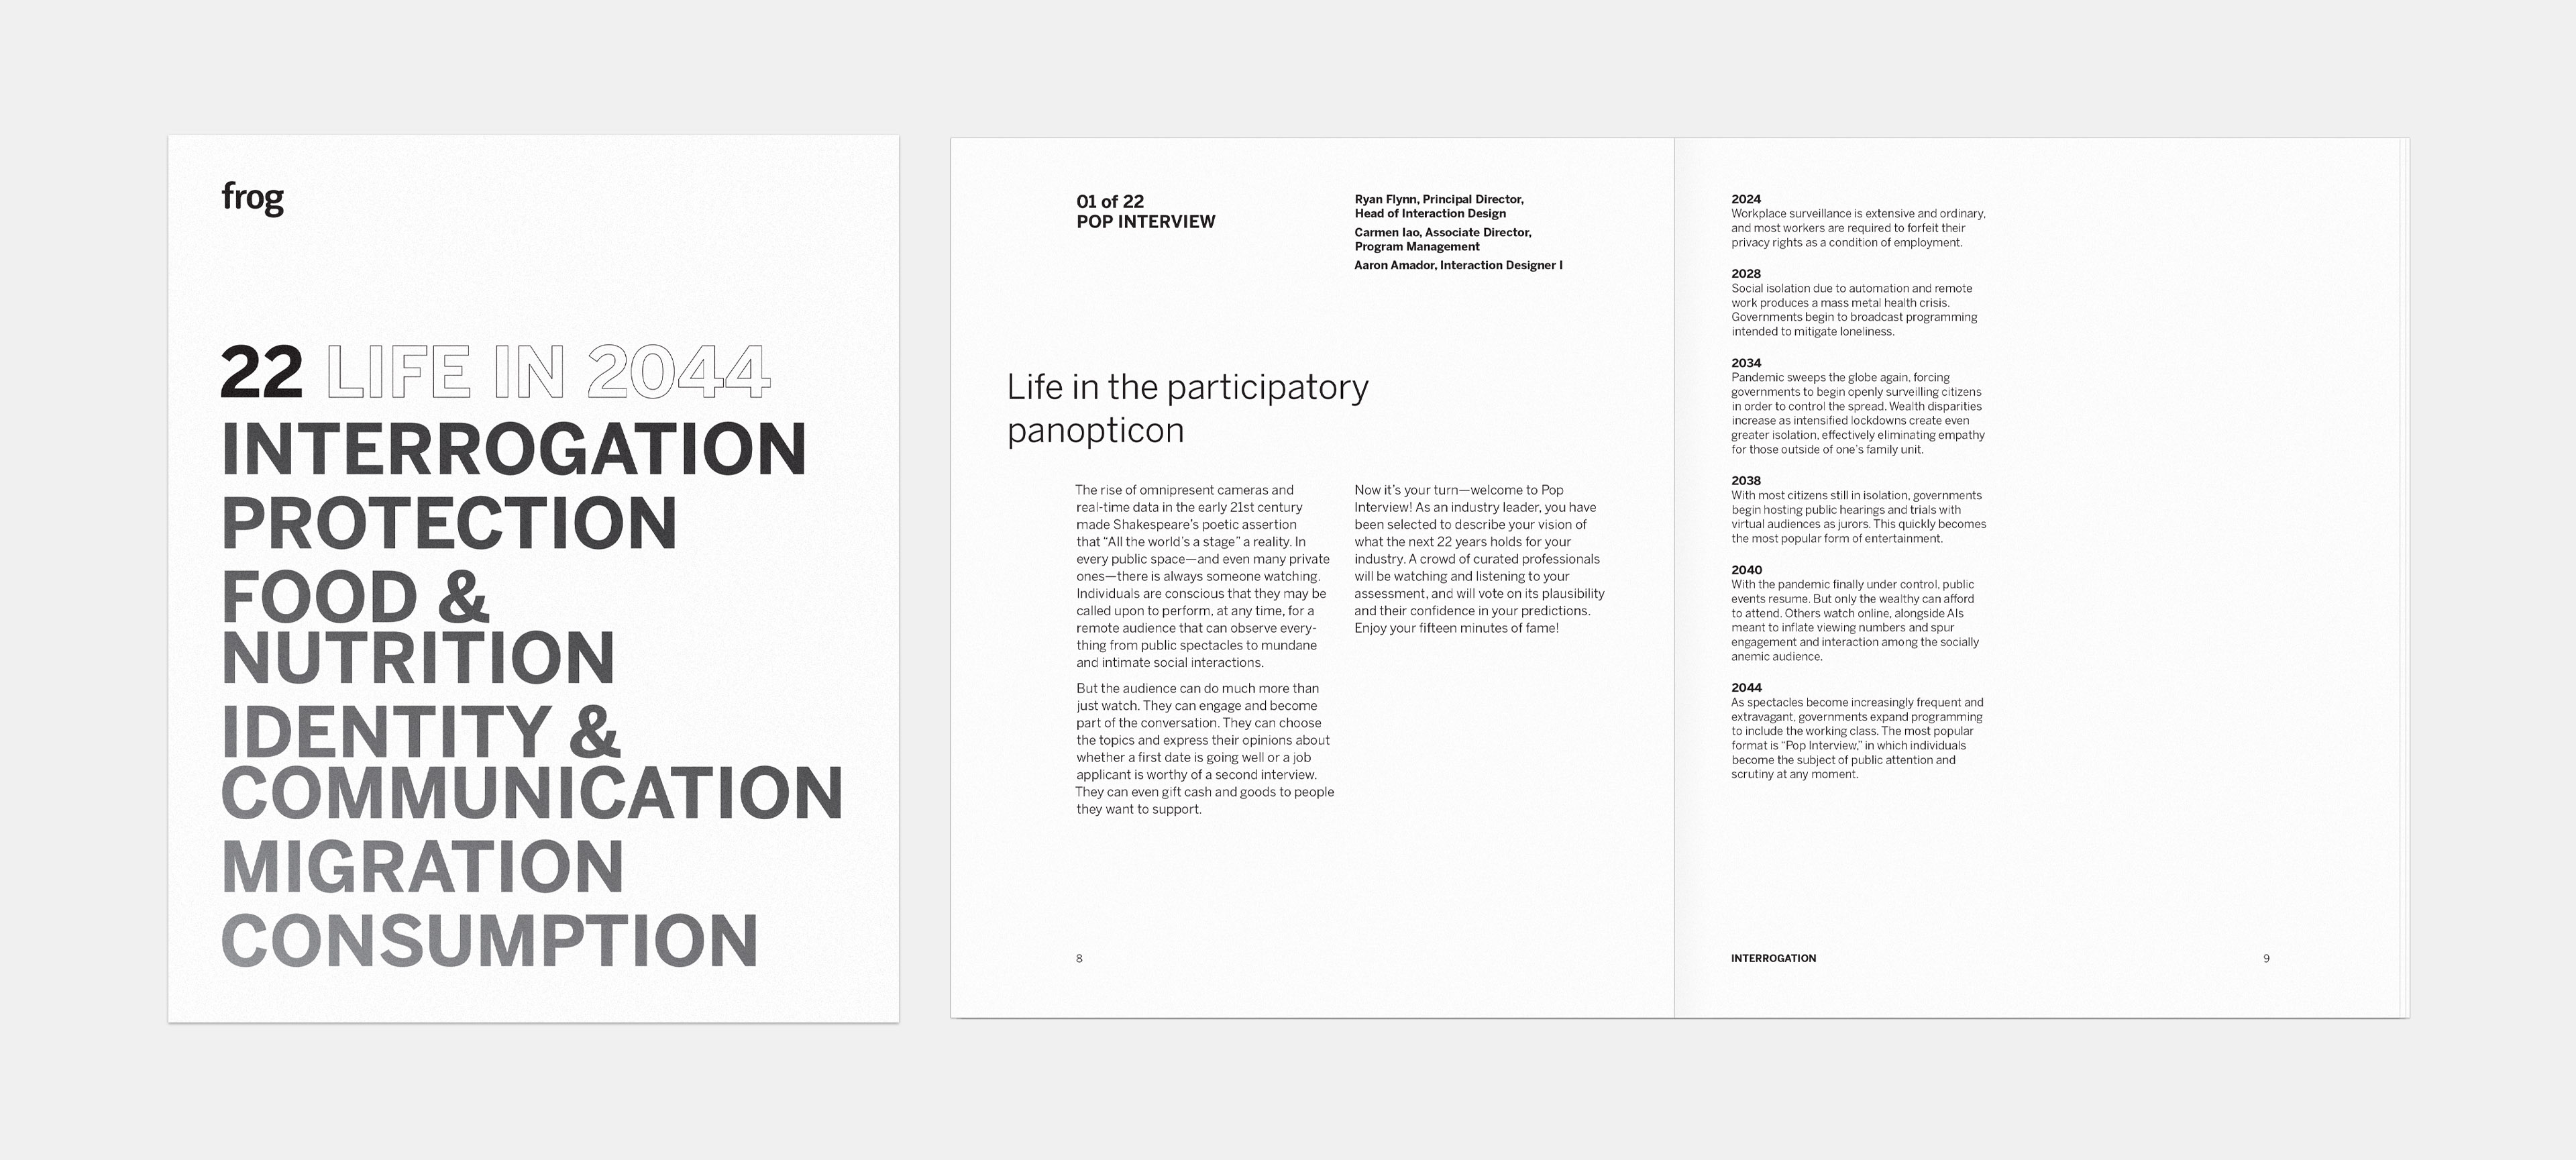 frog
22 LIFE IN 2044
INTERROGATION
PROTECTION
FOOD &
NUTRITION
IDENTITY &
COMMUNICATION
MIGRATION
CONSUMPTION
01 of 22
POP INTERVIEW
Ryan Flynn, Principal Director,
Head of Interaction Design
Carmen Iao, Associate Director,
Program Management
Aaron Amador, Interaction Designer I
Life in the participatory
panopticon
The rise of omnipresent cameras and
real-time data in the early 21st century
made Shakespeare's poetic assertion
that “All the world's a stage” a reality. In
every public space—and even many private
ones—there is always someone watching.
Individuals are conscious that they may be
called upon to perform, at any time, for a
remote audience that can observe every-
thing from public spectacles to mundane
and intimate social interactions.
But the audience can do much more than
just watch. They can engage and become
part of the conversation. They can choose
the topics and express their opinions about
whether a first date is going well or a job
applicant is worthy of a second interview.
They can even gift cash and goods to people
they want to support.
Now it's your turn—welcome to Pop
Interview! As an industry leader, you have
been selected to describe your vision of
what the next 22 years holds for your
industry. A crowd of curated professionals
will be watching and listening to your
assessment, and will vote on its plausibility
and their confidence in your predictions.
Enjoy your fifteen minutes of fame!
8
2024
Workplace surveillance is extensive and ordinary,
and most workers are required to forfeit their
privacy rights as a condition of employment.
2028
Social isolation due to automation and remote
work produces a mass metal health crisis.
Governments begin to broadcast programming
intended to mitigate loneliness.
2034
Pandemic sweeps the globe again, forcing
governments to begin openly surveilling citizens
in order to control the spread. Wealth disparities
increase as intensified lockdowns create even
greater isolation, effectively eliminating empathy
for those outside of one's family unit.
2038
With most citizens still in isolation, governments
begin hosting public hearings and trials with
virtual audiences as jurors. This quickly becomes
the most popular form of entertainment.
2040
With the pandemic finally under control, public
events resume. But only the wealthy can afford
to attend. Others watch online, alongside AIs
meant to inflate viewing numbers and spur
engagement and interaction among the socially
anemic audience.
2044
As spectacles become increasingly frequent and
extravagant, governments expand programming
to include the working class. The most popular
format is “Pop Interview,” in which individuals
become the subject of public attention and
scrutiny at any moment.
INTERROGATION
9